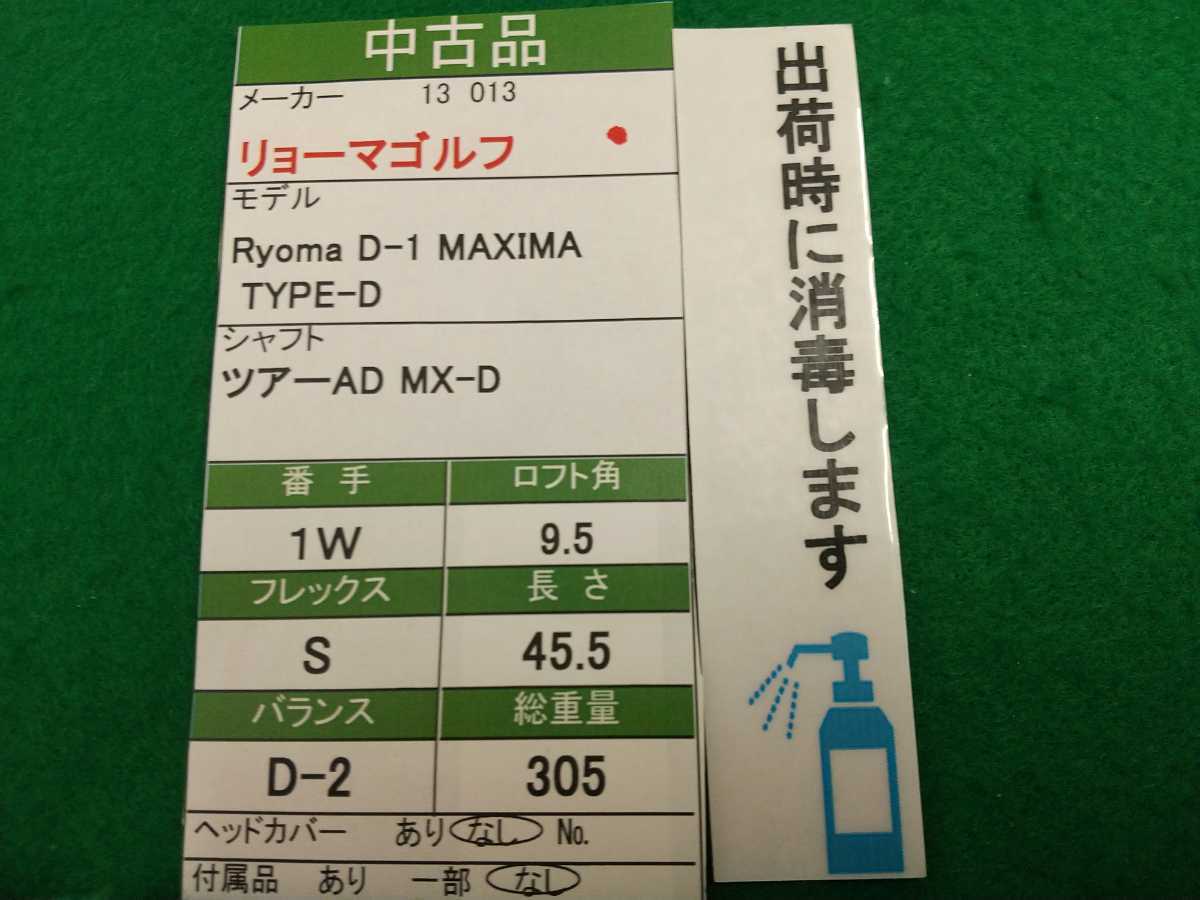 中古品
メーカー 13 013
リョーマゴルフ
モデル
Ryoma D-1 MAXIMA
TYPE-D
シャフト
ツアーAD MX-D
番 手 ロフト角
1W 9.5
フレックス 長 さ
S 45.5
バランス 総重量
D-2 305
ヘッドカバー あり なし No.
付属品 あり 一部 なし
出荷時に消毒します